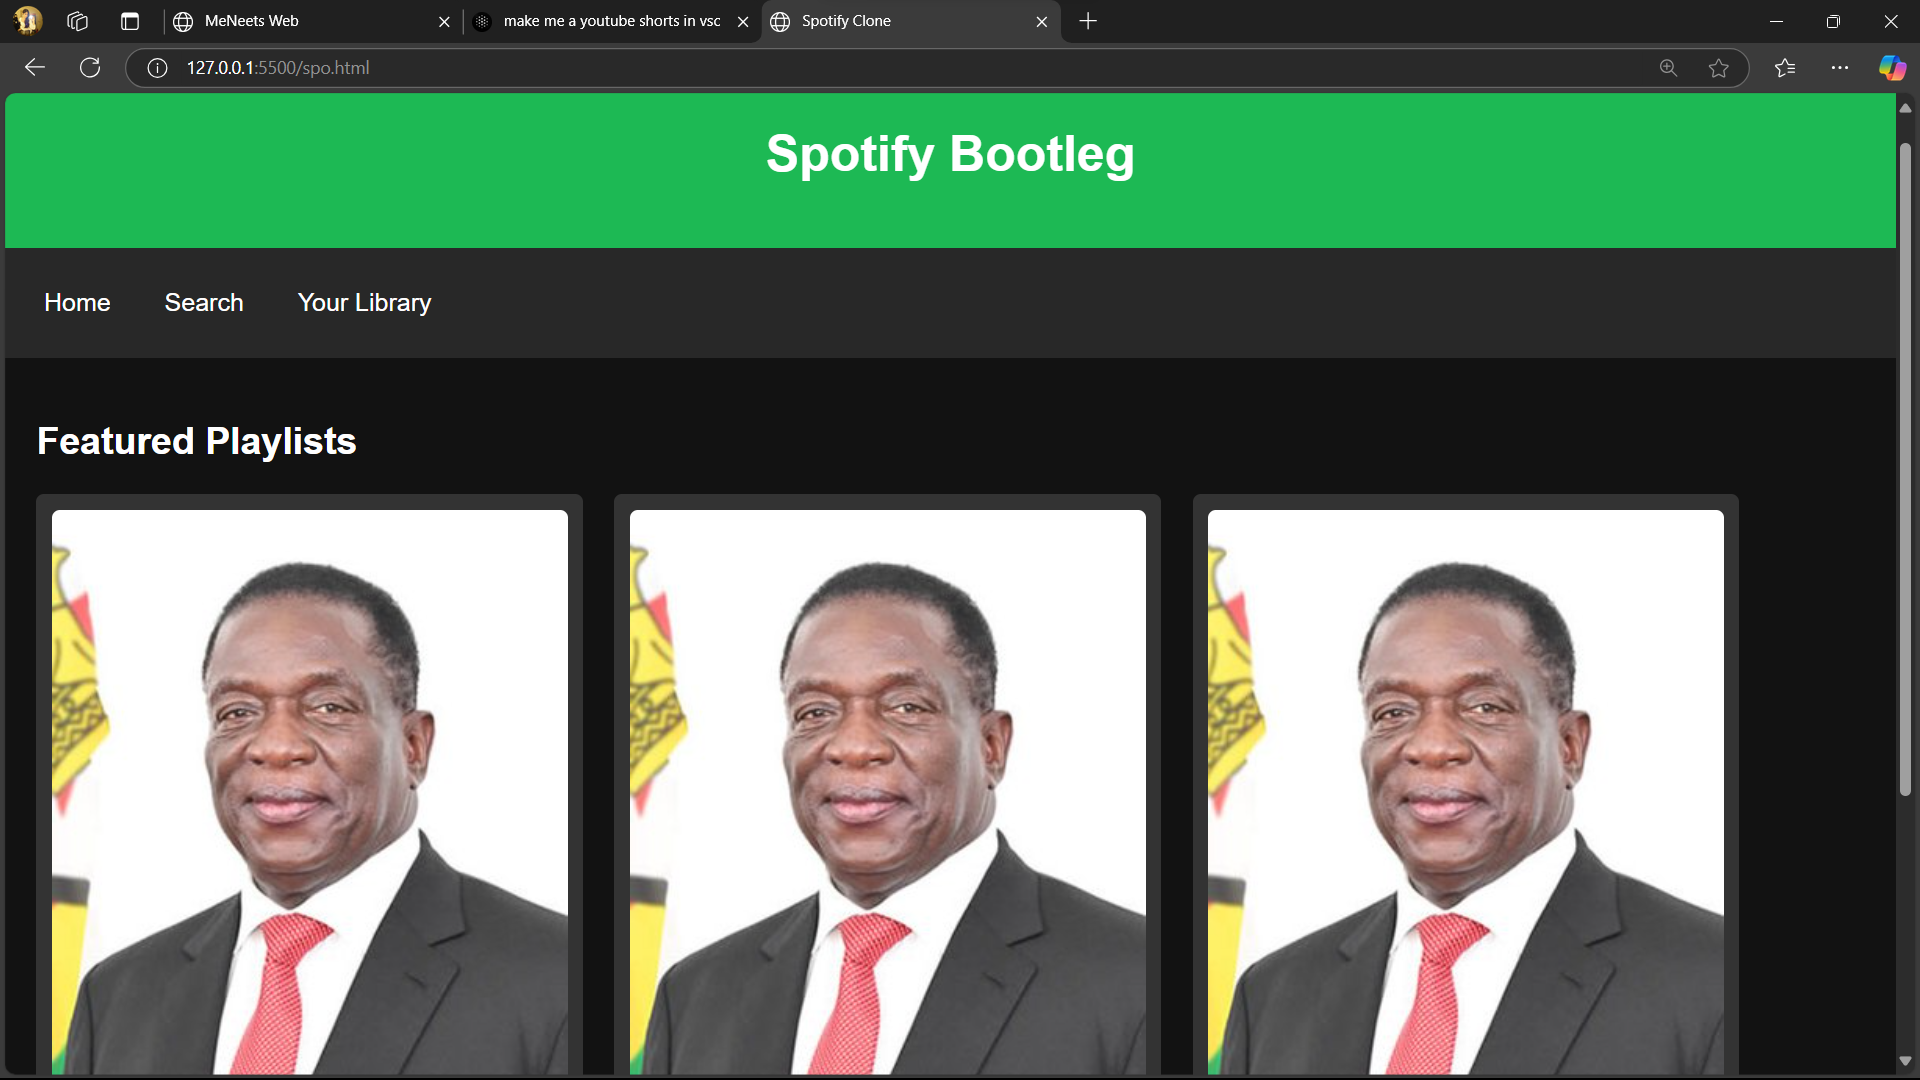 MeNeets Web
make me a youtube shorts in vsc
Spotify Clone
127.0.0.1:5500/spo.html
Spotify Bootleg
Home
Search
Your Library
Featured Playlists